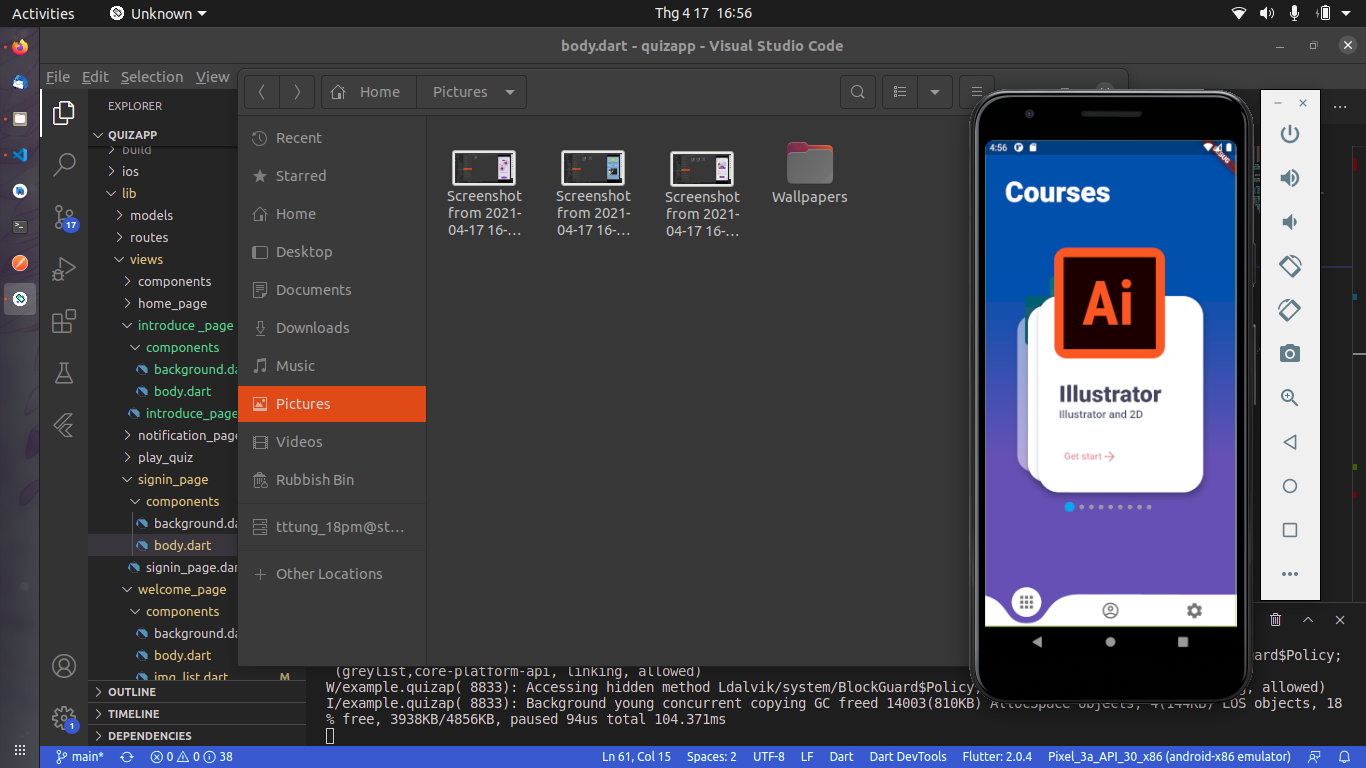 Activities
Unknown
Thg 4 17 16:56
body.dart - quizapp - Visual Studio Code
File Edit Selection View
EXPLORER
QUIZAPP
build
ios
lib
models
routes
views
components
home_page
introduce _page
components
background.da
body.dart
introduce_page
notification_page
play_quiz
signin_page
components
background.da
body.dart
signin_page.dar
welcome_page
components
background.da
body.dart
img_list.dart M
OUTLINE
TIMELINE
DEPENDENCIES
17
1
Home
Pictures
Recent
Starred
Home
Desktop
Documents
Downloads
Music
Pictures
Videos
Rubbish Bin
tttung_18pm@st...
Other Locations
Screenshot
from 2021-
04-17 16-...
Screenshot
from 2021-
04-17 16-...
Screenshot
from 2021-
04-17 16-...
Wallpapers
4:56
Courses
Ai
Illustrator
Illustrator and 2D
Get start
uard$Policy;
(greylist,core-platform-api, linking, allowed)
W/example.quizap( 8833): Accessing hidden method Ldalvik/system/BlockGuard$Policy, , allowed)
I/example.quizap( 8833): Background young concurrent copying GC freed 14003(810KB) AllocSpace objects, 4(144KB) LOS objects, 18
% free, 3938KB/4856KB, paused 94us total 104.371ms
main*
0 0 38
Ln 61, Col 15
Spaces: 2
UTF-8
LF
Dart
Dart DevTools
Flutter: 2.0.4
Pixel_3a_API_30_x86 (android-x86 emulator)